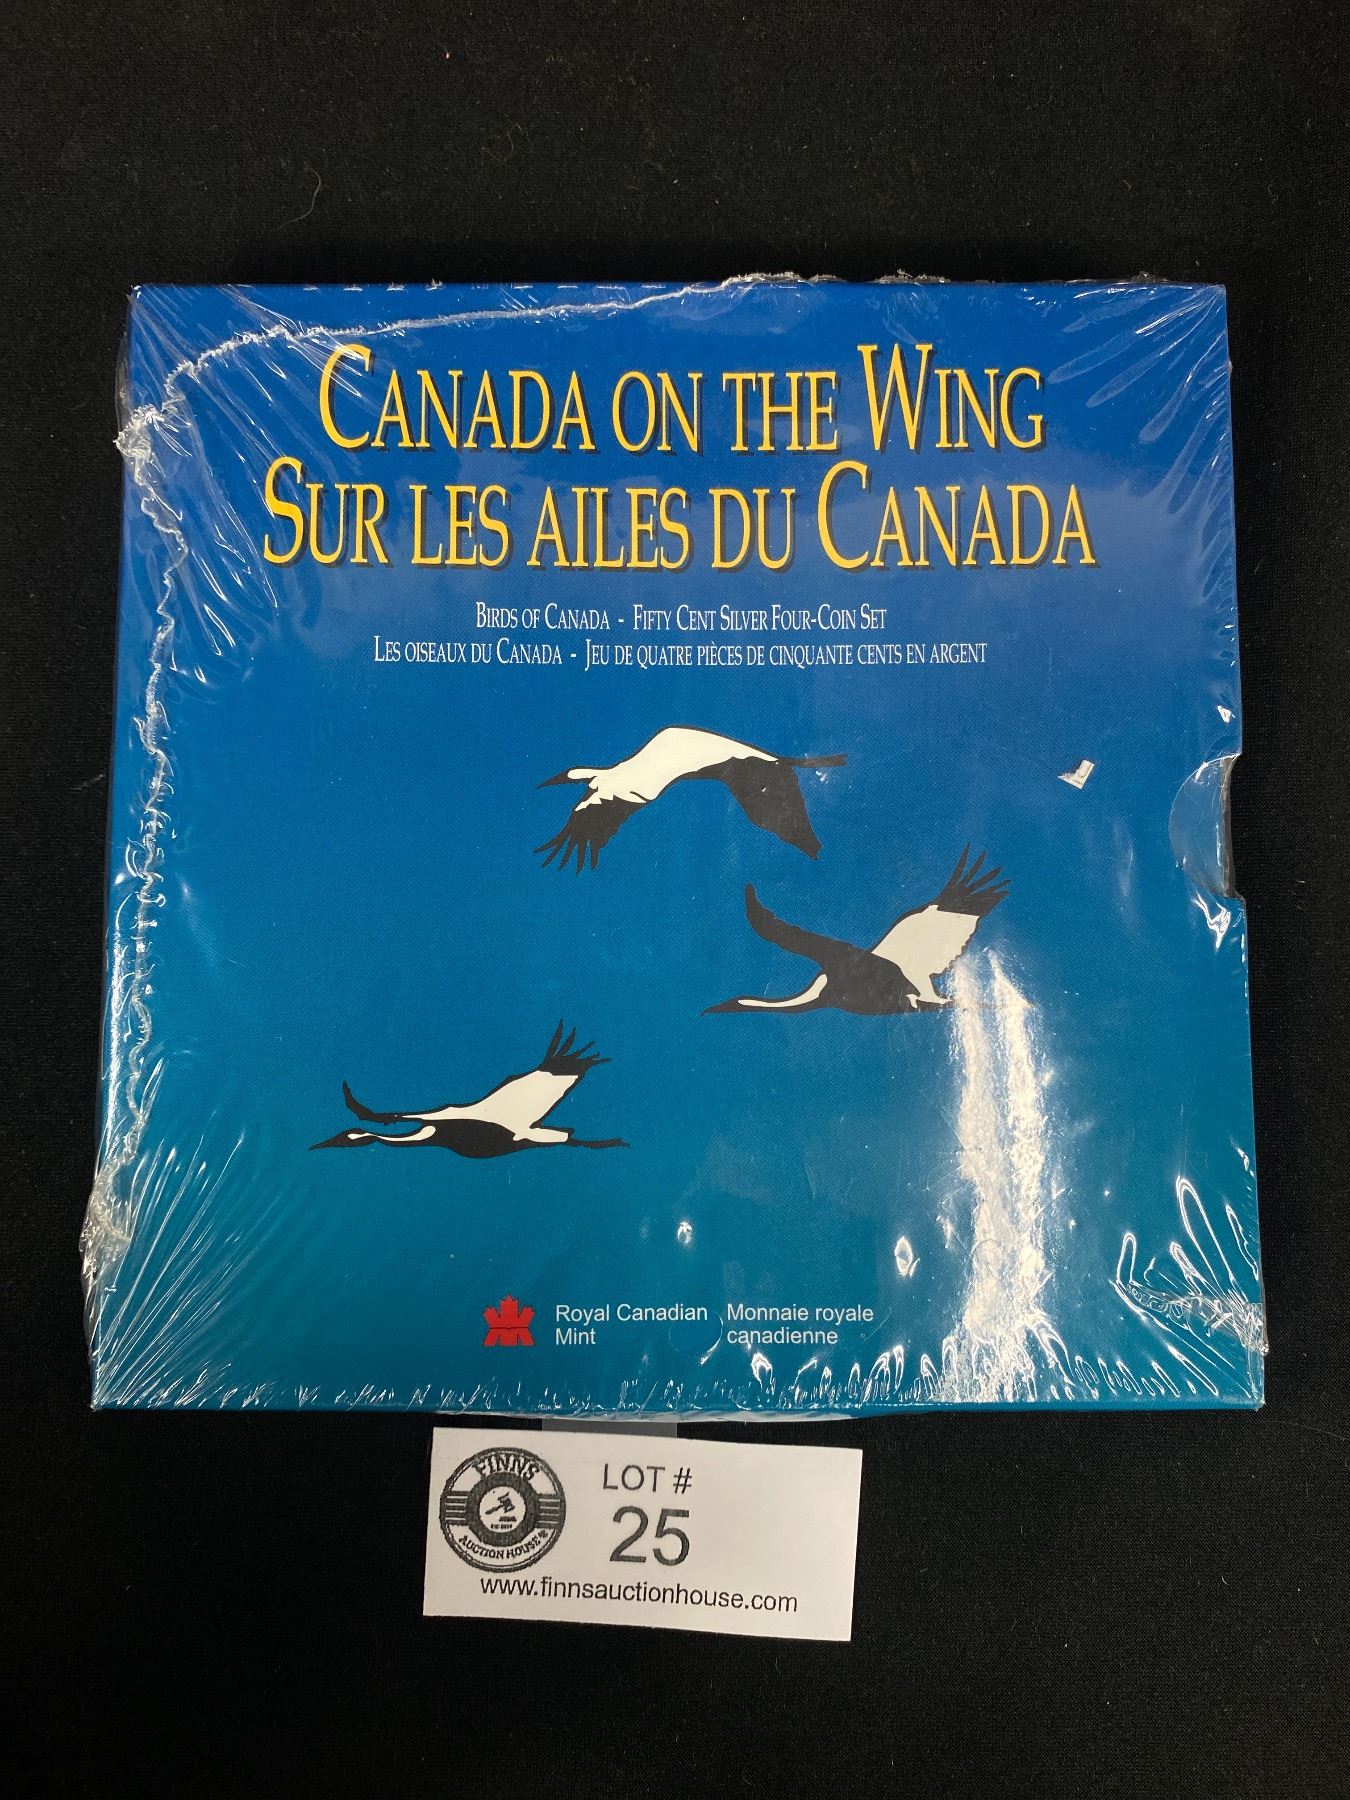 CANADA ON THE WING
SUR LES AILES DU CANADA
BIRDS OF CANADA - FIFTY CENT SILVER FOUR-COIN SET
LES OISEAUX DU CANADA - JEU DE QUATRE PIÈCES DE CINQUANTE CENTS EN ARGENT
Royal Canadian Mint
Monnaie royale canadienne
FINNS
AUCTION HOUSE
LOT #
25
www.finnsauctionhouse.com